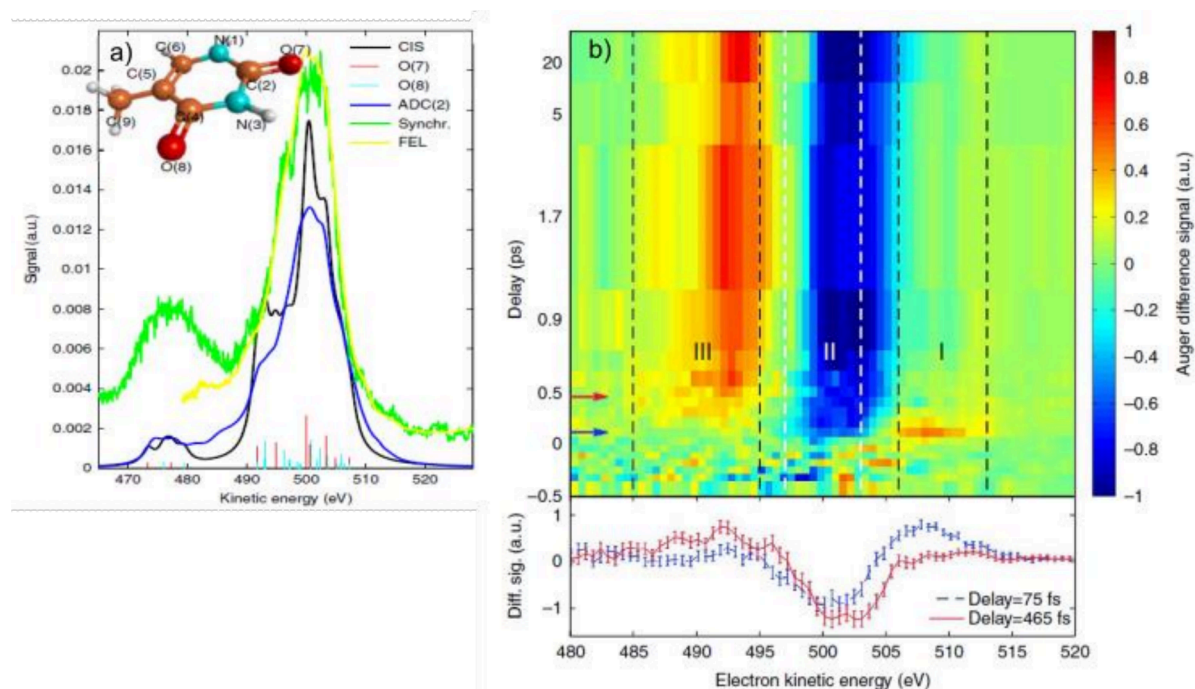 a)
N(1)
O(7)
C(6)
C(5)
C(2)
C(9)
N(3)
O(8)
CIS
O(7)
O(8)
ADC(2)
Synchr.
FEL
Signal (a.u.)
0.02
0.018
0.016
0.014
0.012
0.01
0.008
0.006
0.004
0.002
0
470 480 490 500 510 520
Kinetic energy (eV)
b)
Delay (ps)
20
5
1.7
0.9
0.5
0
−0.5
III
II
I
1
0.8
0.6
0.4
0.2
0
−0.2
−0.4
−0.6
−0.8
−1
Auger difference signal (a.u.)
Diff. sig. (a.u.)
1
0
−1
Delay=75 fs
Delay=465 fs
480 485 490 495 500 505 510 515 520
Electron kinetic energy (eV)